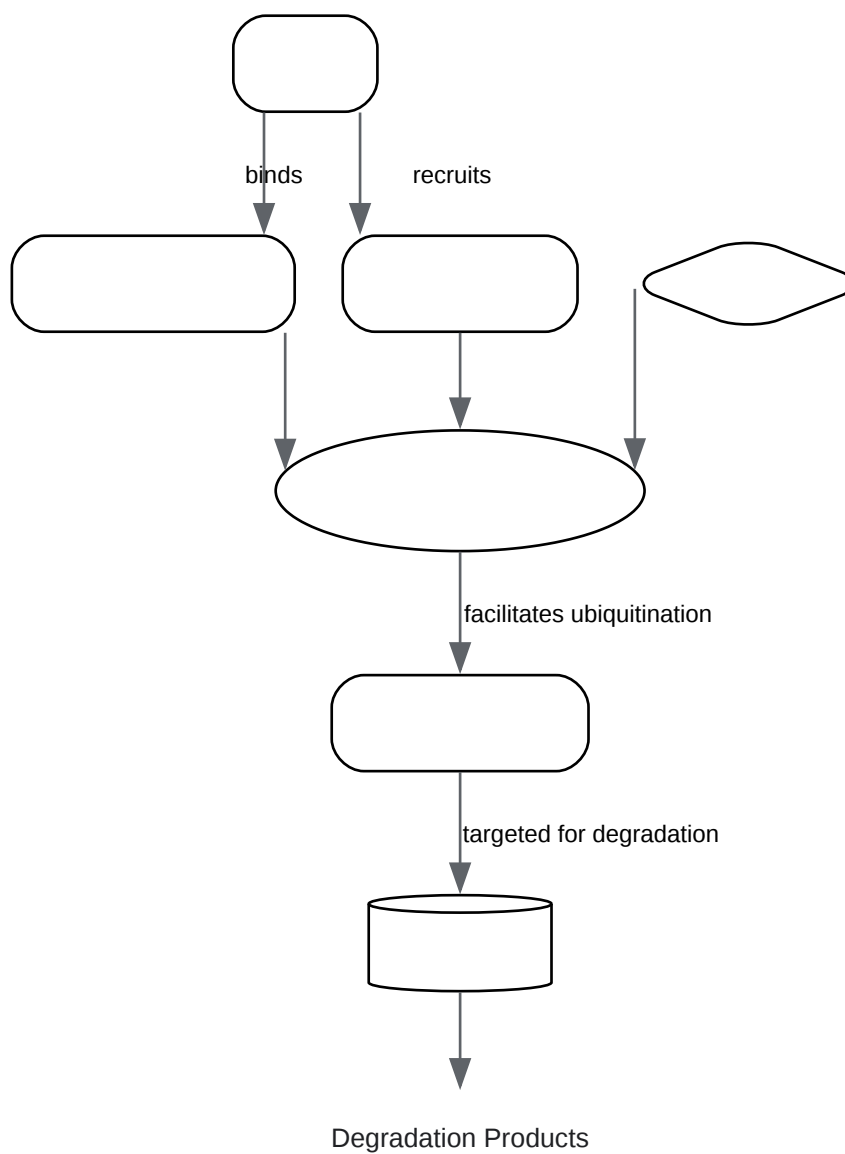 binds
recruits
facilitates ubiquitination
targeted for degradation
Degradation Products